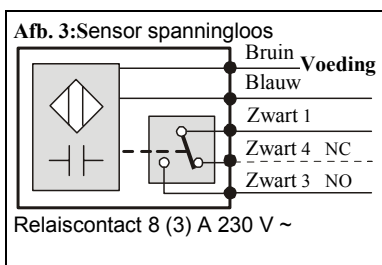 Afb. 3:Sensor spanningloos
Bruin
Voeding
Blauw
Zwart 1
Zwart 4 NC
Zwart 3 NO
Relaiscontact 8 (3) A 230 V ~